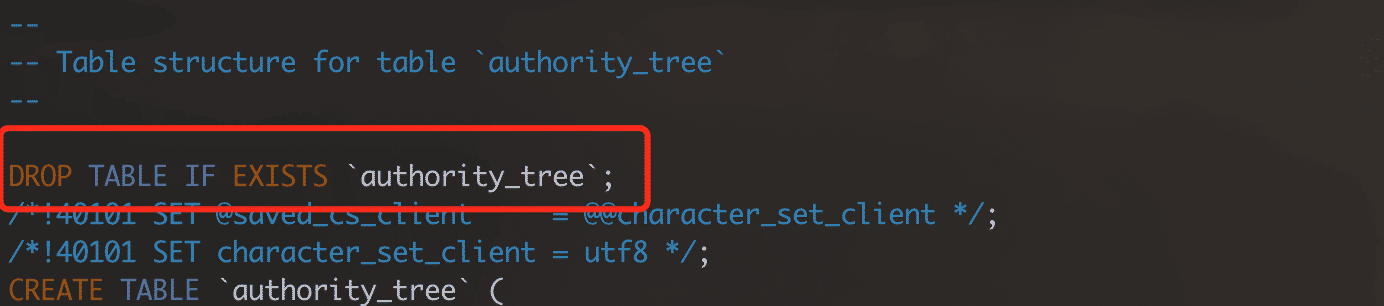 --
-- Table structure for table `authority_tree`
--
DROP TABLE IF EXISTS `authority_tree`;
/*!40101 SET @saved_cs_client     = @@character_set_client */;
/*!40101 SET character_set_client = utf8 */;
CREATE TABLE `authority_tree` (